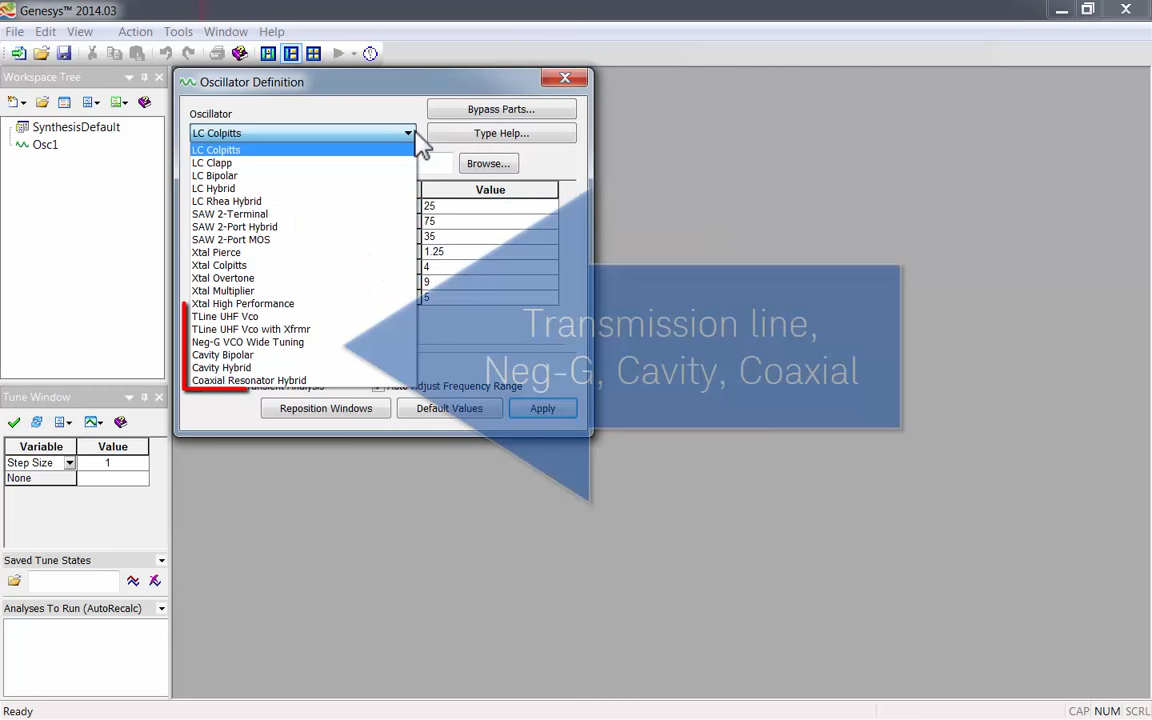 Genesys™ 2014.03
File Edit View Action Tools Window Help
Workspace Tree
SynthesisDefault
Osc1
Oscillator Definition
Oscillator
Bypass Parts...
LC Colpitts
Type Help...
LC Colpitts
LC Clapp
Browse...
LC Bipolar
LC Hybrid
Value
LC Rhea Hybrid
25
SAW 2-Terminal
75
SAW 2-Port Hybrid
35
SAW 2-Port MOS
1.25
Xtal Pierce
4
Xtal Colpitts
9
Xtal Overtone
5
Xtal Multiplier
Xtal High Performance
TLine UHF Vco
TLine UHF Vco with Xfrmr
Neg-G VCO Wide Tuning
Cavity Bipolar
Cavity Hybrid
Coaxial Resonator Hybrid
Transmission line,
Neg-G, Cavity, Coaxial
Auto Adjust Frequency Range
Reposition Windows
Default Values
Apply
Tune Window
Variable Value
Step Size 1
None
Saved Tune States
Analyses To Run (AutoRecalc)
Ready
CAP NUM SCRL